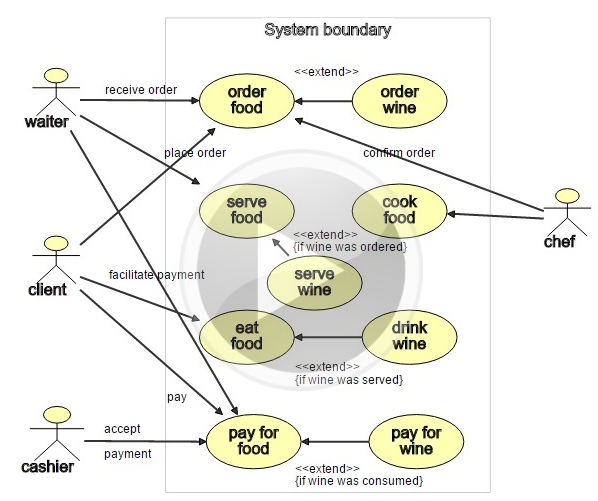 System boundary
<<extend>>
receive order
order
food
order
wine
waiter
place order
confirm order
serve
food
cook
food
<<extend>>
{if wine was ordered}
chef
facilitate payment
client
serve
wine
eat
food
drink
wine
<<extend>>
{if wine was served}
pay
accept
payment
cashier
pay for
food
pay for
wine
<<extend>>
{if wine was consumed}